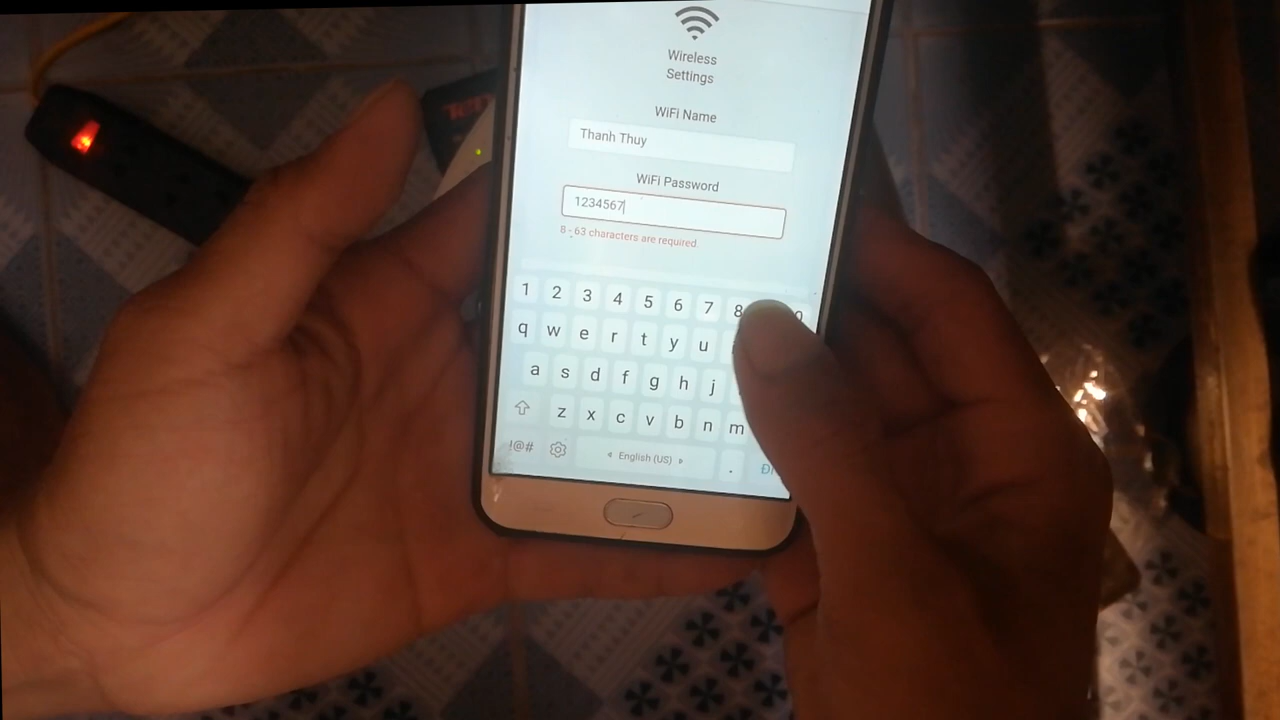 Wireless
Settings
WiFi Name
Thanh Thuy
WiFi Password
1234567
8 - 63 characters are required
1 2 3 4 5 6 7 8 0
q w e r t y u
a s d f g h j
z x c v b n m
!@# English (US) .